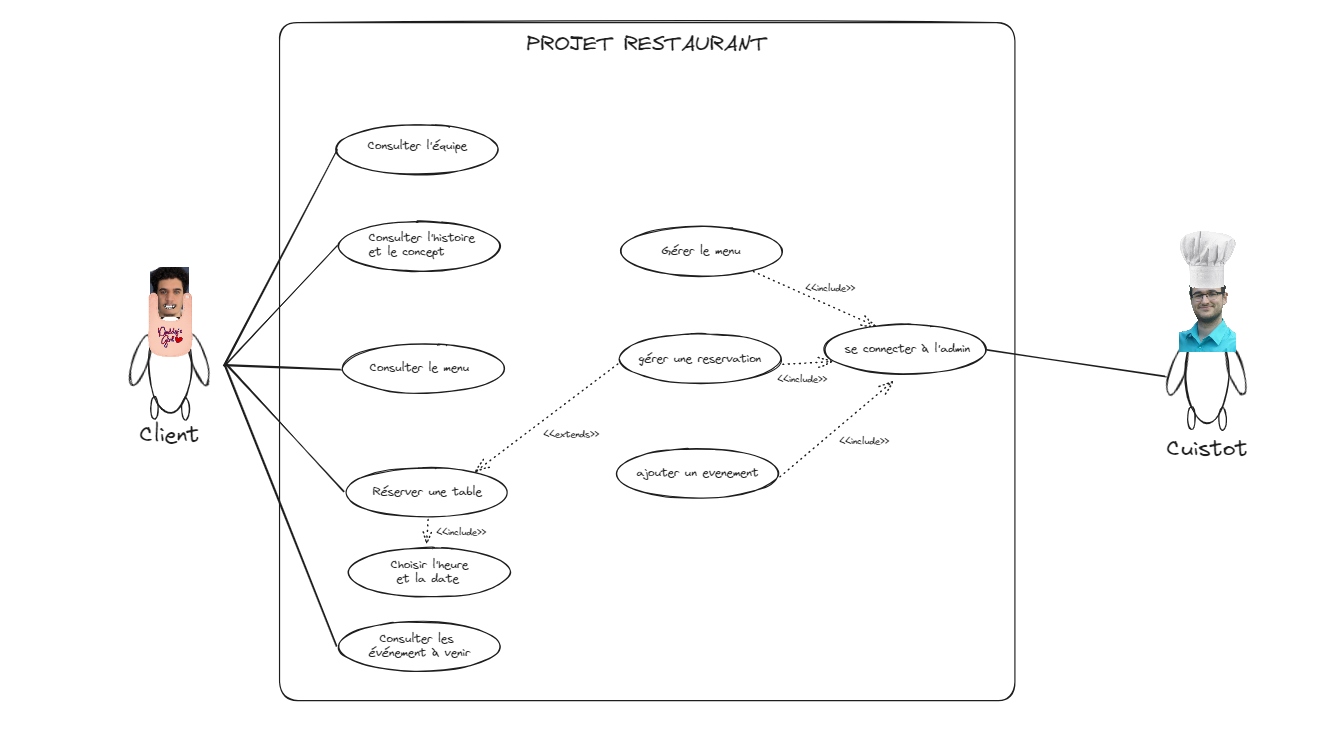 PROJET RESTAURANT
Consulter l'équipe
Consulter l'histoire
et le concept
Consulter le menu
Réserver une table
<<include>>
Choisir l'heure
et la date
Consulter les
événement à venir
Gérer le menu
<<include>>
gérer une reservation
<<include>>
se connecter à l'admin
<<extends>>
ajouter un evenement
<<include>>
Daddy's
Girl
Client
Cuistot